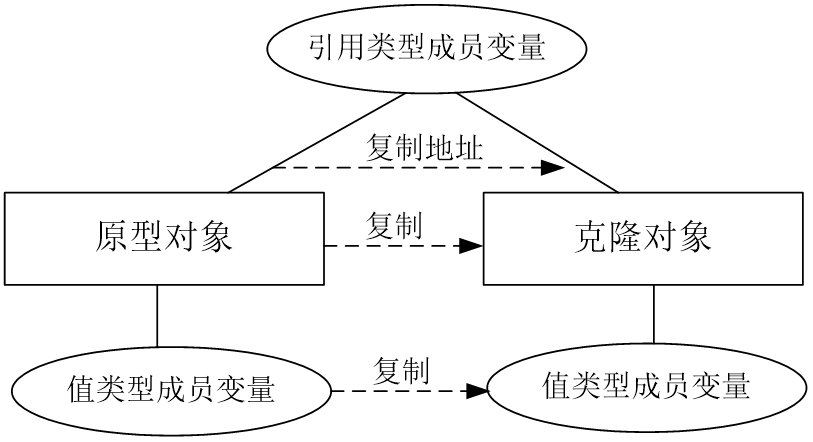 引用类型成员变量
复制地址
原型对象
复制
克隆对象
值类型成员变量
复制
值类型成员变量